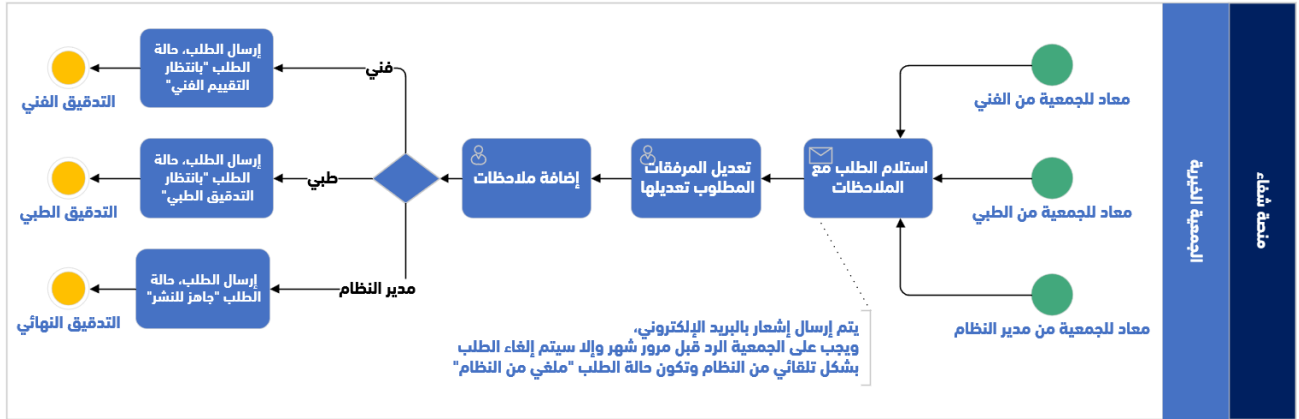 منصة شفاء
الجمعية الخيرية
معاد للجمعية من الفني
معاد للجمعية من الطبي
معاد للجمعية من مدير النظام
استلام الطلب مع
الملاحظات
يتم إرسال إشعار بالبريد الإلكتروني،
ويجب على الجمعية الرد قبل مرور شهر وإلا سيتم إلغاء الطلب
بشكل تلقائي من النظام وتكون حالة الطلب "ملغي من النظام"
تعديل المرفقات
المطلوب تعديلها
إضافة ملاحظات
فني
إرسال الطلب، حالة
الطلب "بانتظار
التقييم الفني"
التدقيق الفني
طبي
إرسال الطلب، حالة
الطلب "بانتظار
التدقيق الطبي"
التدقيق الطبي
مدير النظام
إرسال الطلب، حالة
الطلب "جاهز للنشر"
التدقيق النهائي